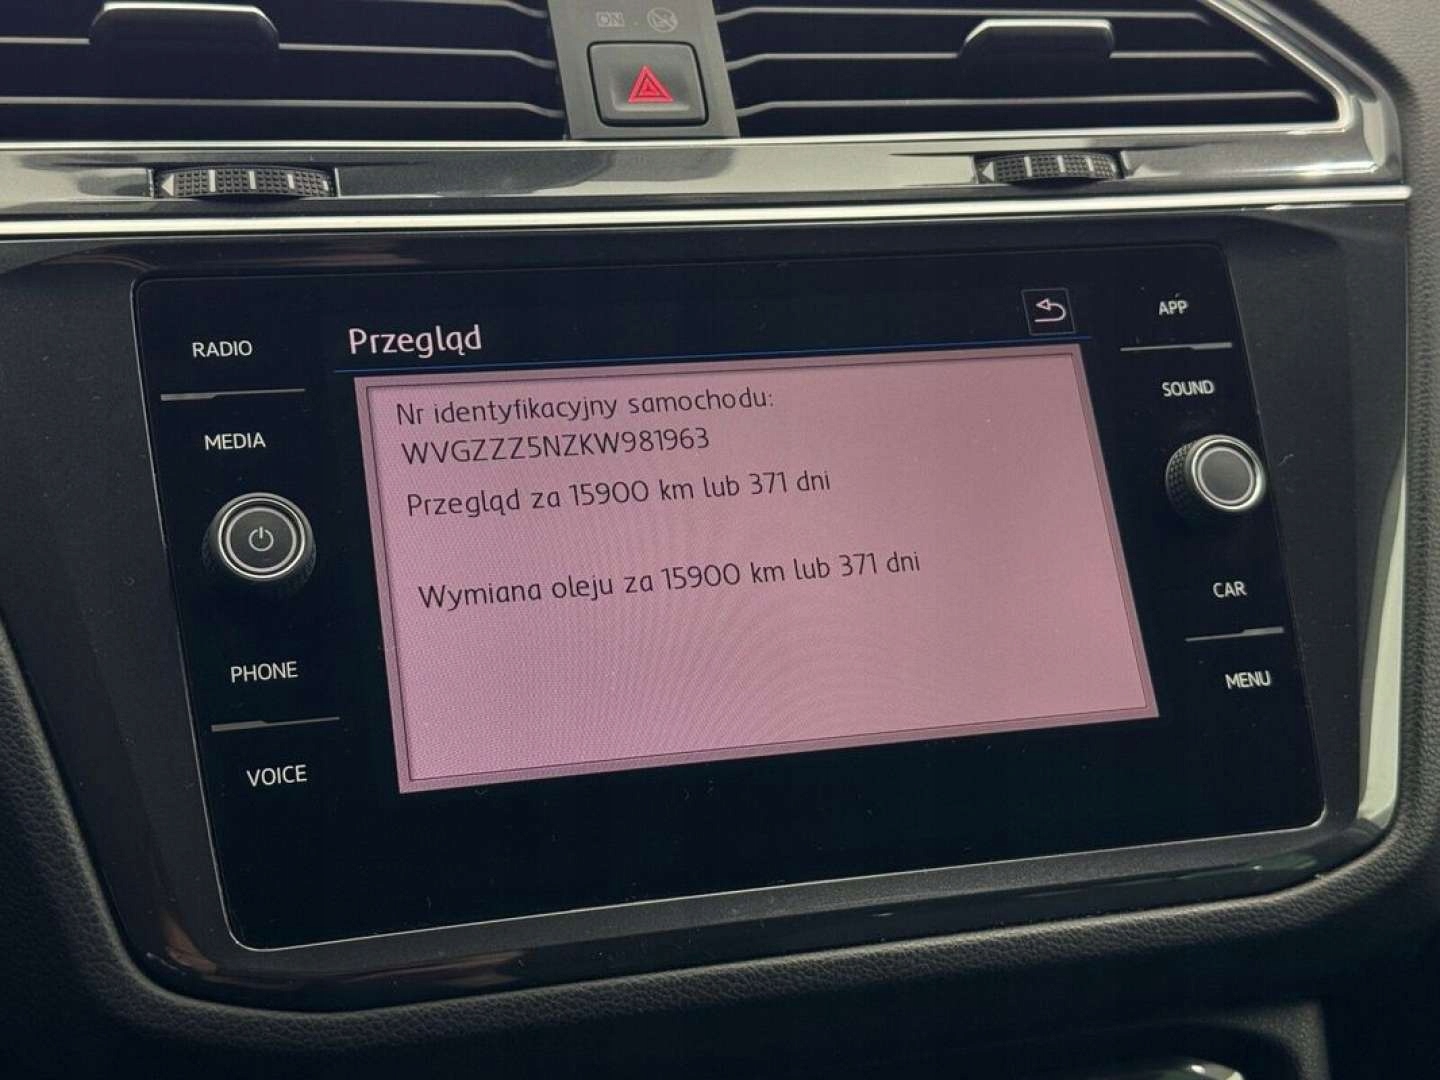 ON
RADIO
MEDIA
PHONE
VOICE
Przegląd
Nr identyfikacyjny samochodu:
WVGZZZ5NZKW981963
Przegląd za 15900 km lub 371 dni
Wymiana oleju za 15900 km lub 371 dni
APP
SOUND
CAR
MENU